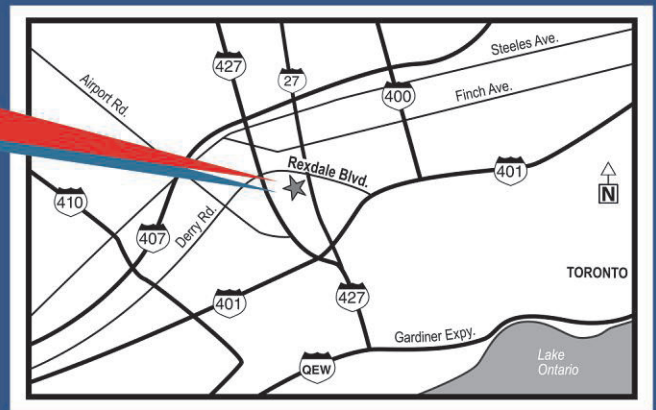 Steeles Ave.
427
27
400
Finch Ave.
Airport Rd.
Rexdale Blvd.
401
410
N
Derry Rd.
407
TORONTO
401
427
Gardiner Expy.
Lake
Ontario
QEW